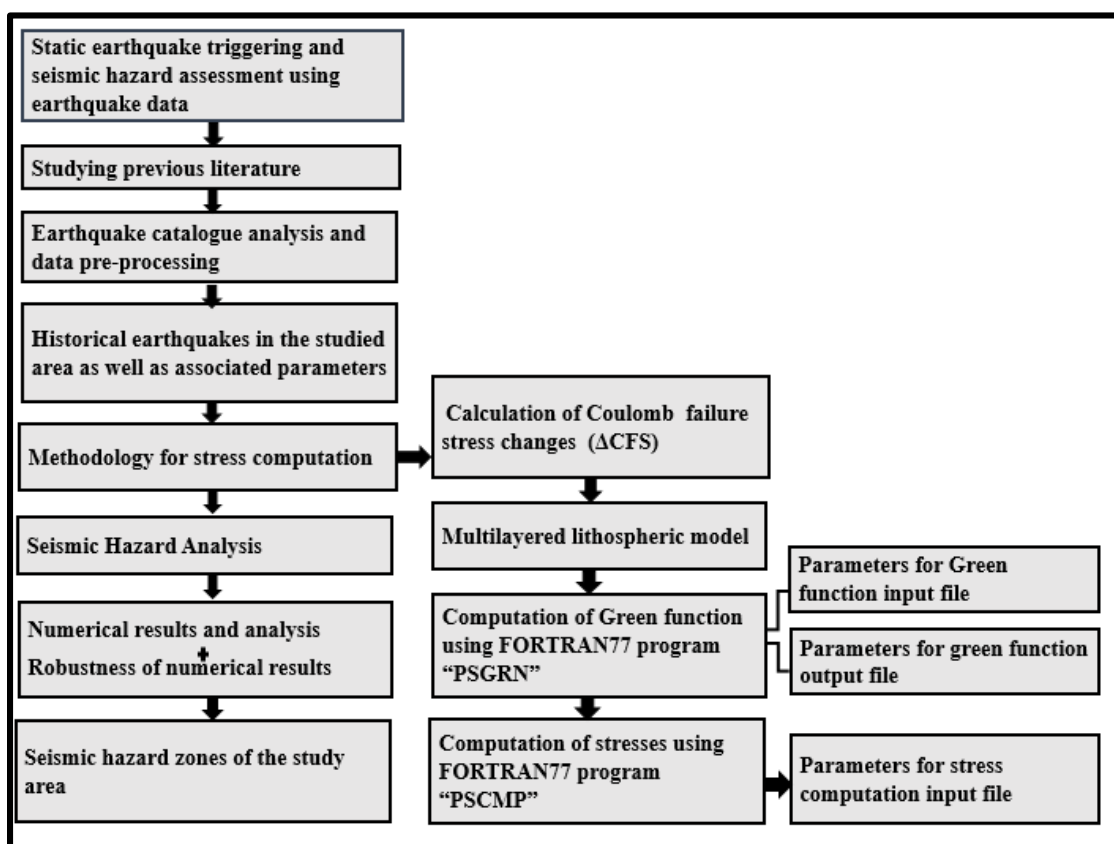 Static earthquake triggering and
seismic hazard assessment using
earthquake data
Studying previous literature
Earthquake catalogue analysis and
data pre-processing
Historical earthquakes in the studied
area as well as associated parameters
Methodology for stress computation
Seismic Hazard Analysis
Numerical results and analysis
+
Robustness of numerical results
Seismic hazard zones of the study
area
Calculation of Coulomb failure
stress changes (ΔCFS)
Multilayered lithospheric model
Computation of Green function
using FORTRAN77 program
“PSGRN”
Parameters for Green
function input file
Parameters for green function
output file
Computation of stresses using
FORTRAN77 program
“PSCMP”
Parameters for stress
computation input file